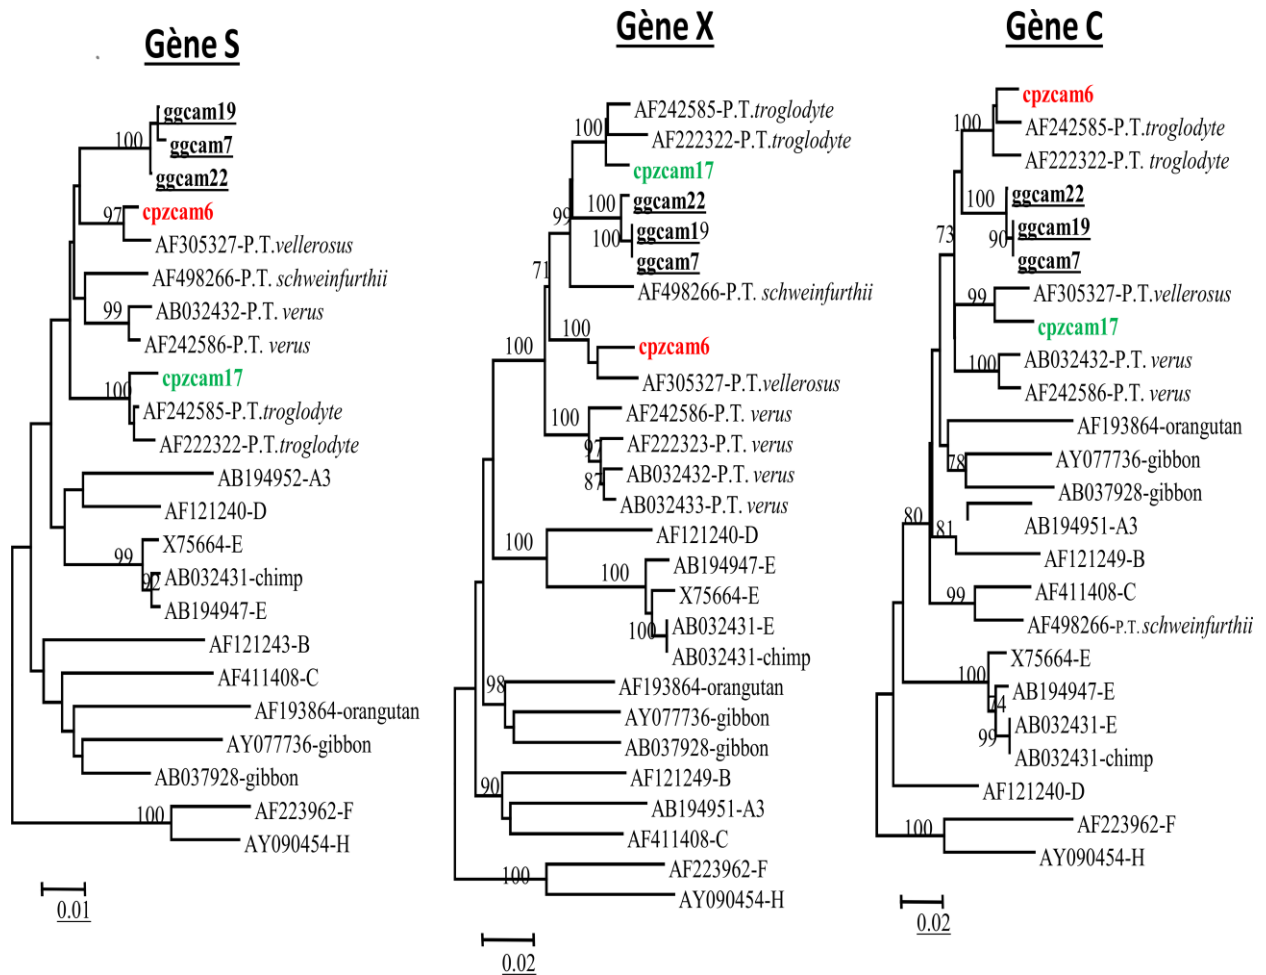 Gène S
ggcam19
100
ggcam7
ggcam22
97
cpzcam6
AF305327-P.T.vellerosus
AF498266-P.T. schweinfurthii
99
AB032432-P.T. verus
AF242586-P.T. verus
cpzcam17
100
AF242585-P.T.troglodyte
AF222322-P.T.troglodyte
AB194952-A3
AF121240-D
X75664-E
99
92
AB032431-chimp
AB194947-E
AF121243-B
AF411408-C
AF193864-orangutan
AY077736-gibbon
AB037928-gibbon
AF223962-F
100
AY090454-H
0.01
Gène X
AF242585-P.T.troglodyte
100
AF222322-P.T.troglodyte
cpzcam17
100
ggcam22
99
ggcam19
100
ggcam7
71
AF498266-P.T. schweinfurthii
100
100
cpzcam6
AF305327-P.T.vellerosus
100
AF242586-P.T. verus
97
AF222323-P.T. verus
AB032432-P.T. verus
87
AB032433-P.T. verus
AF121240-D
100
AB194947-E
100
X75664-E
AB032431-E
100
AB032431-chimp
98
AF193864-orangutan
AY077736-gibbon
AB037928-gibbon
AF121249-B
90
AB194951-A3
AF411408-C
AF223962-F
100
AY090454-H
0.02
Gène C
cpzcam6
100
AF242585-P.T.troglodyte
AF222322-P.T. troglodyte
100
ggcam22
73
90
ggcam19
ggcam7
99
AF305327-P.T.vellerosus
cpzcam17
100
AB032432-P.T. verus
AF242586-P.T. verus
AF193864-orangutan
78
AY077736-gibbon
AB037928-gibbon
80
AB194951-A3
81
AF121249-B
99
AF411408-C
AF498266-P.T. schweinfurthii
X75664-E
100
AB194947-E
74
AB032431-E
99
AB032431-chimp
AF121240-D
AF223962-F
100
AY090454-H
0.02